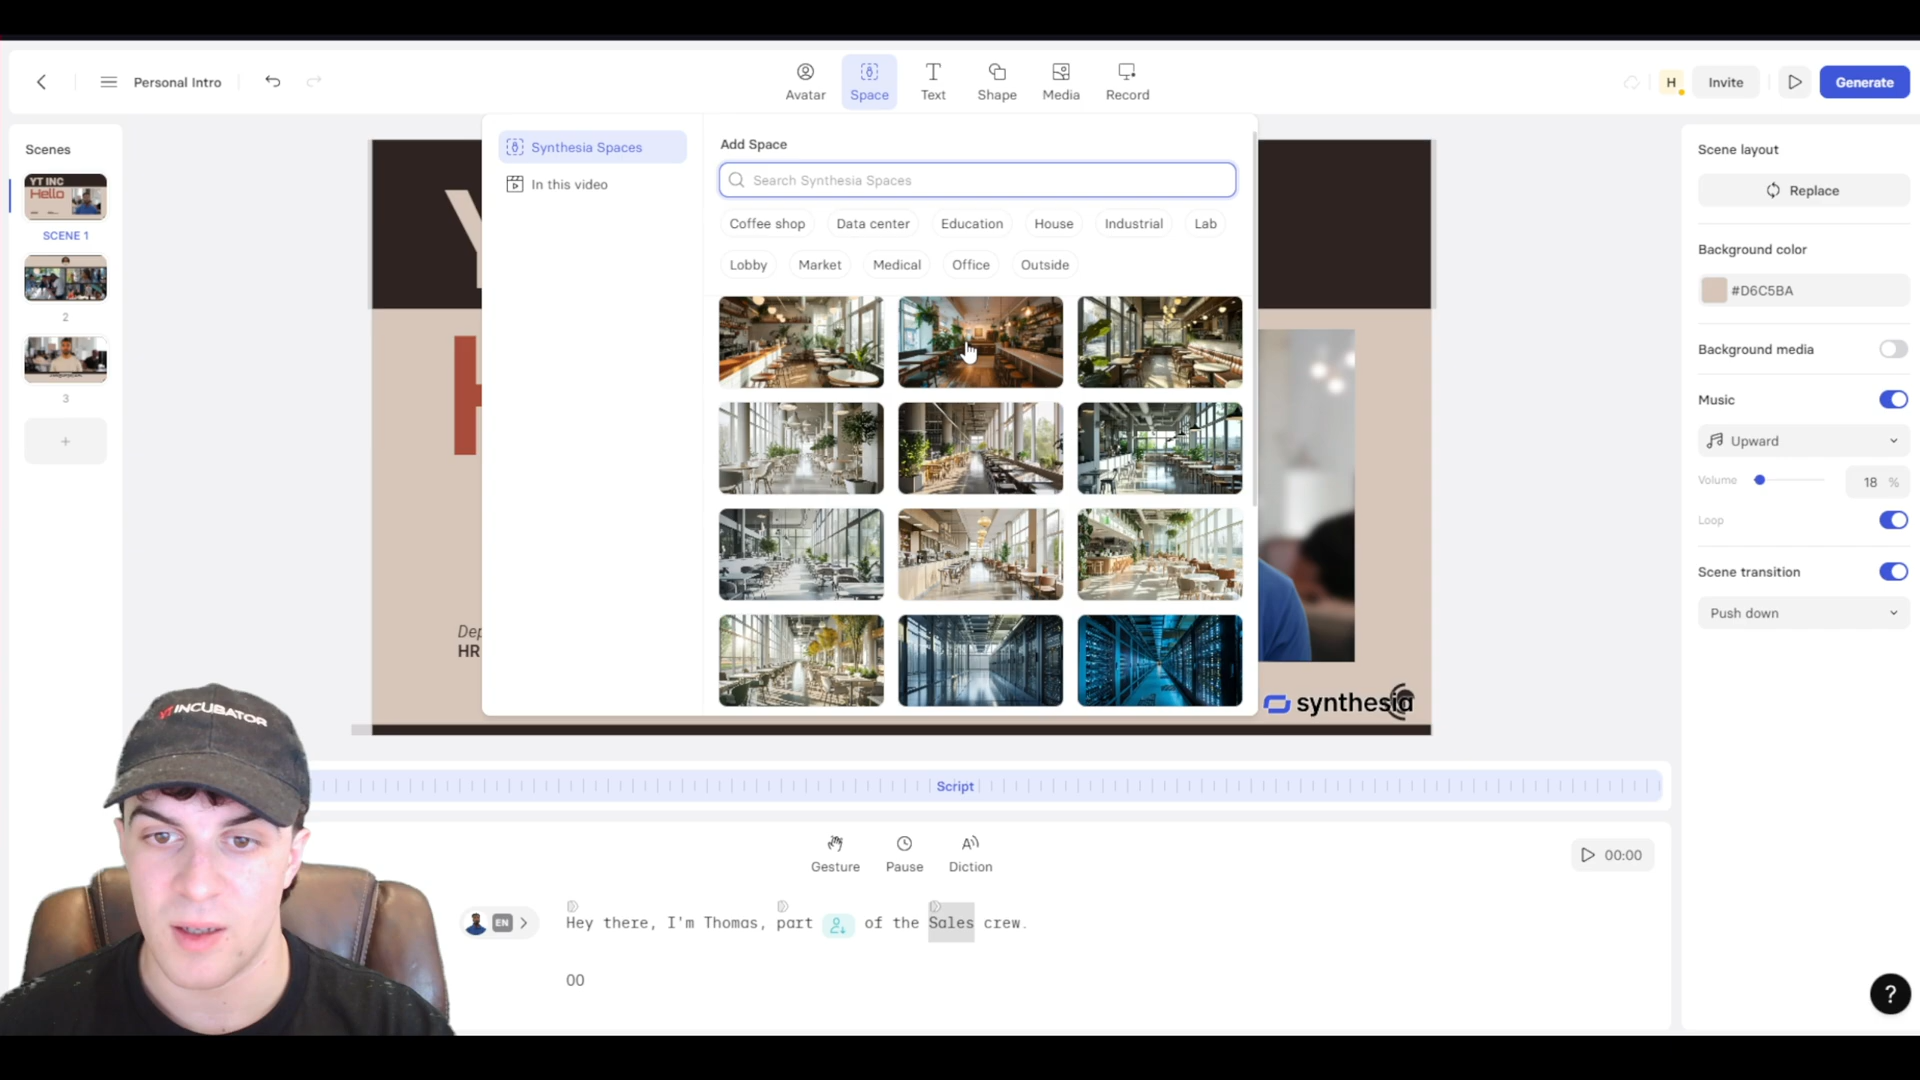 Personal Intro
Avatar
Space
Text
Shape
Media
Record
H
Invite
Generate
Scenes
YT INC
Hello
SCENE 1
2
3
+
Synthesia Spaces
In this video
Add Space
Search Synthesia Spaces
Coffee shop
Data center
Education
House
Industrial
Lab
Lobby
Market
Medical
Office
Outside
Y
H
Dep
HR
synthesia
Scene layout
Replace
Background color
#D6C5BA
Background media
Music
Upward
Volume
18 %
Loop
Scene transition
Push down
Script
Gesture
Pause
Diction
00:00
EN
Hey there, I'm Thomas, part of the Sales crew.
00
?
YT INCUBATOR